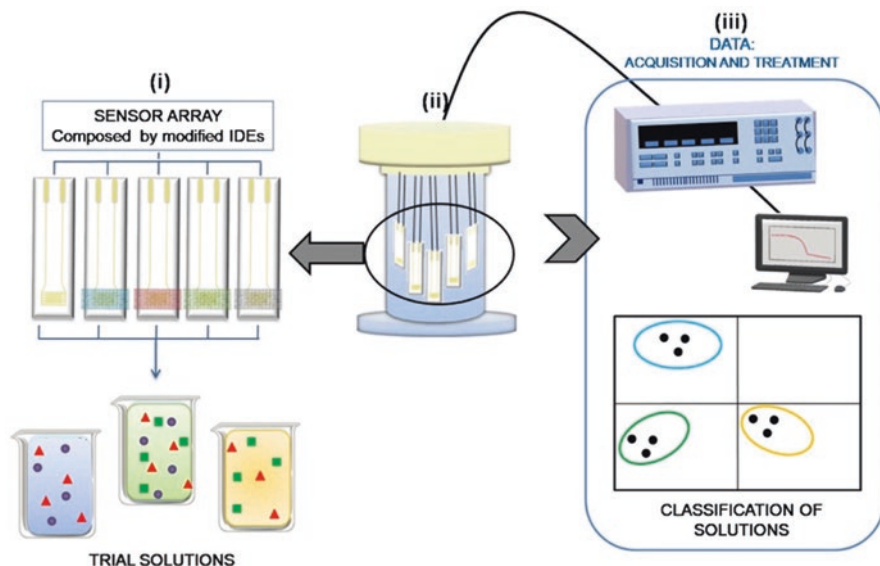 (i)
SENSOR ARRAY
Composed by modified IDEs
TRIAL SOLUTIONS
(ii)
(iii)
DATA:
ACQUISITION AND TREATMENT
CLASSIFICATION OF
SOLUTIONS